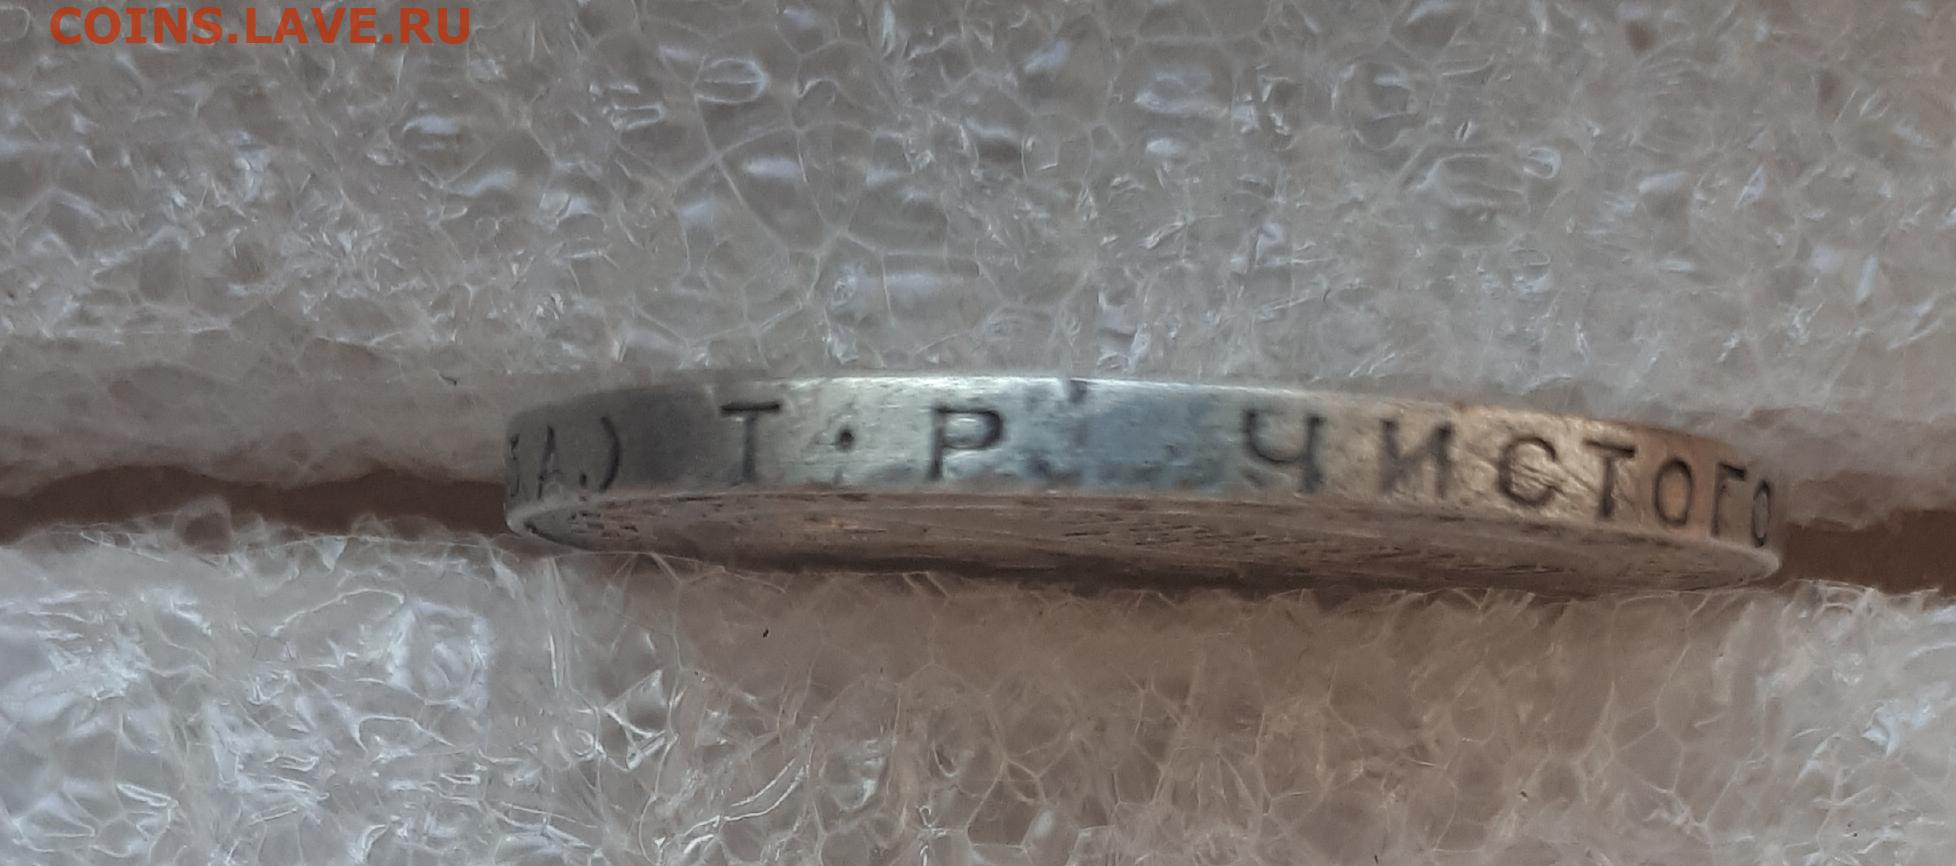 COINS.LAVE.RU
А.) Т · Р ЧИСТОГО